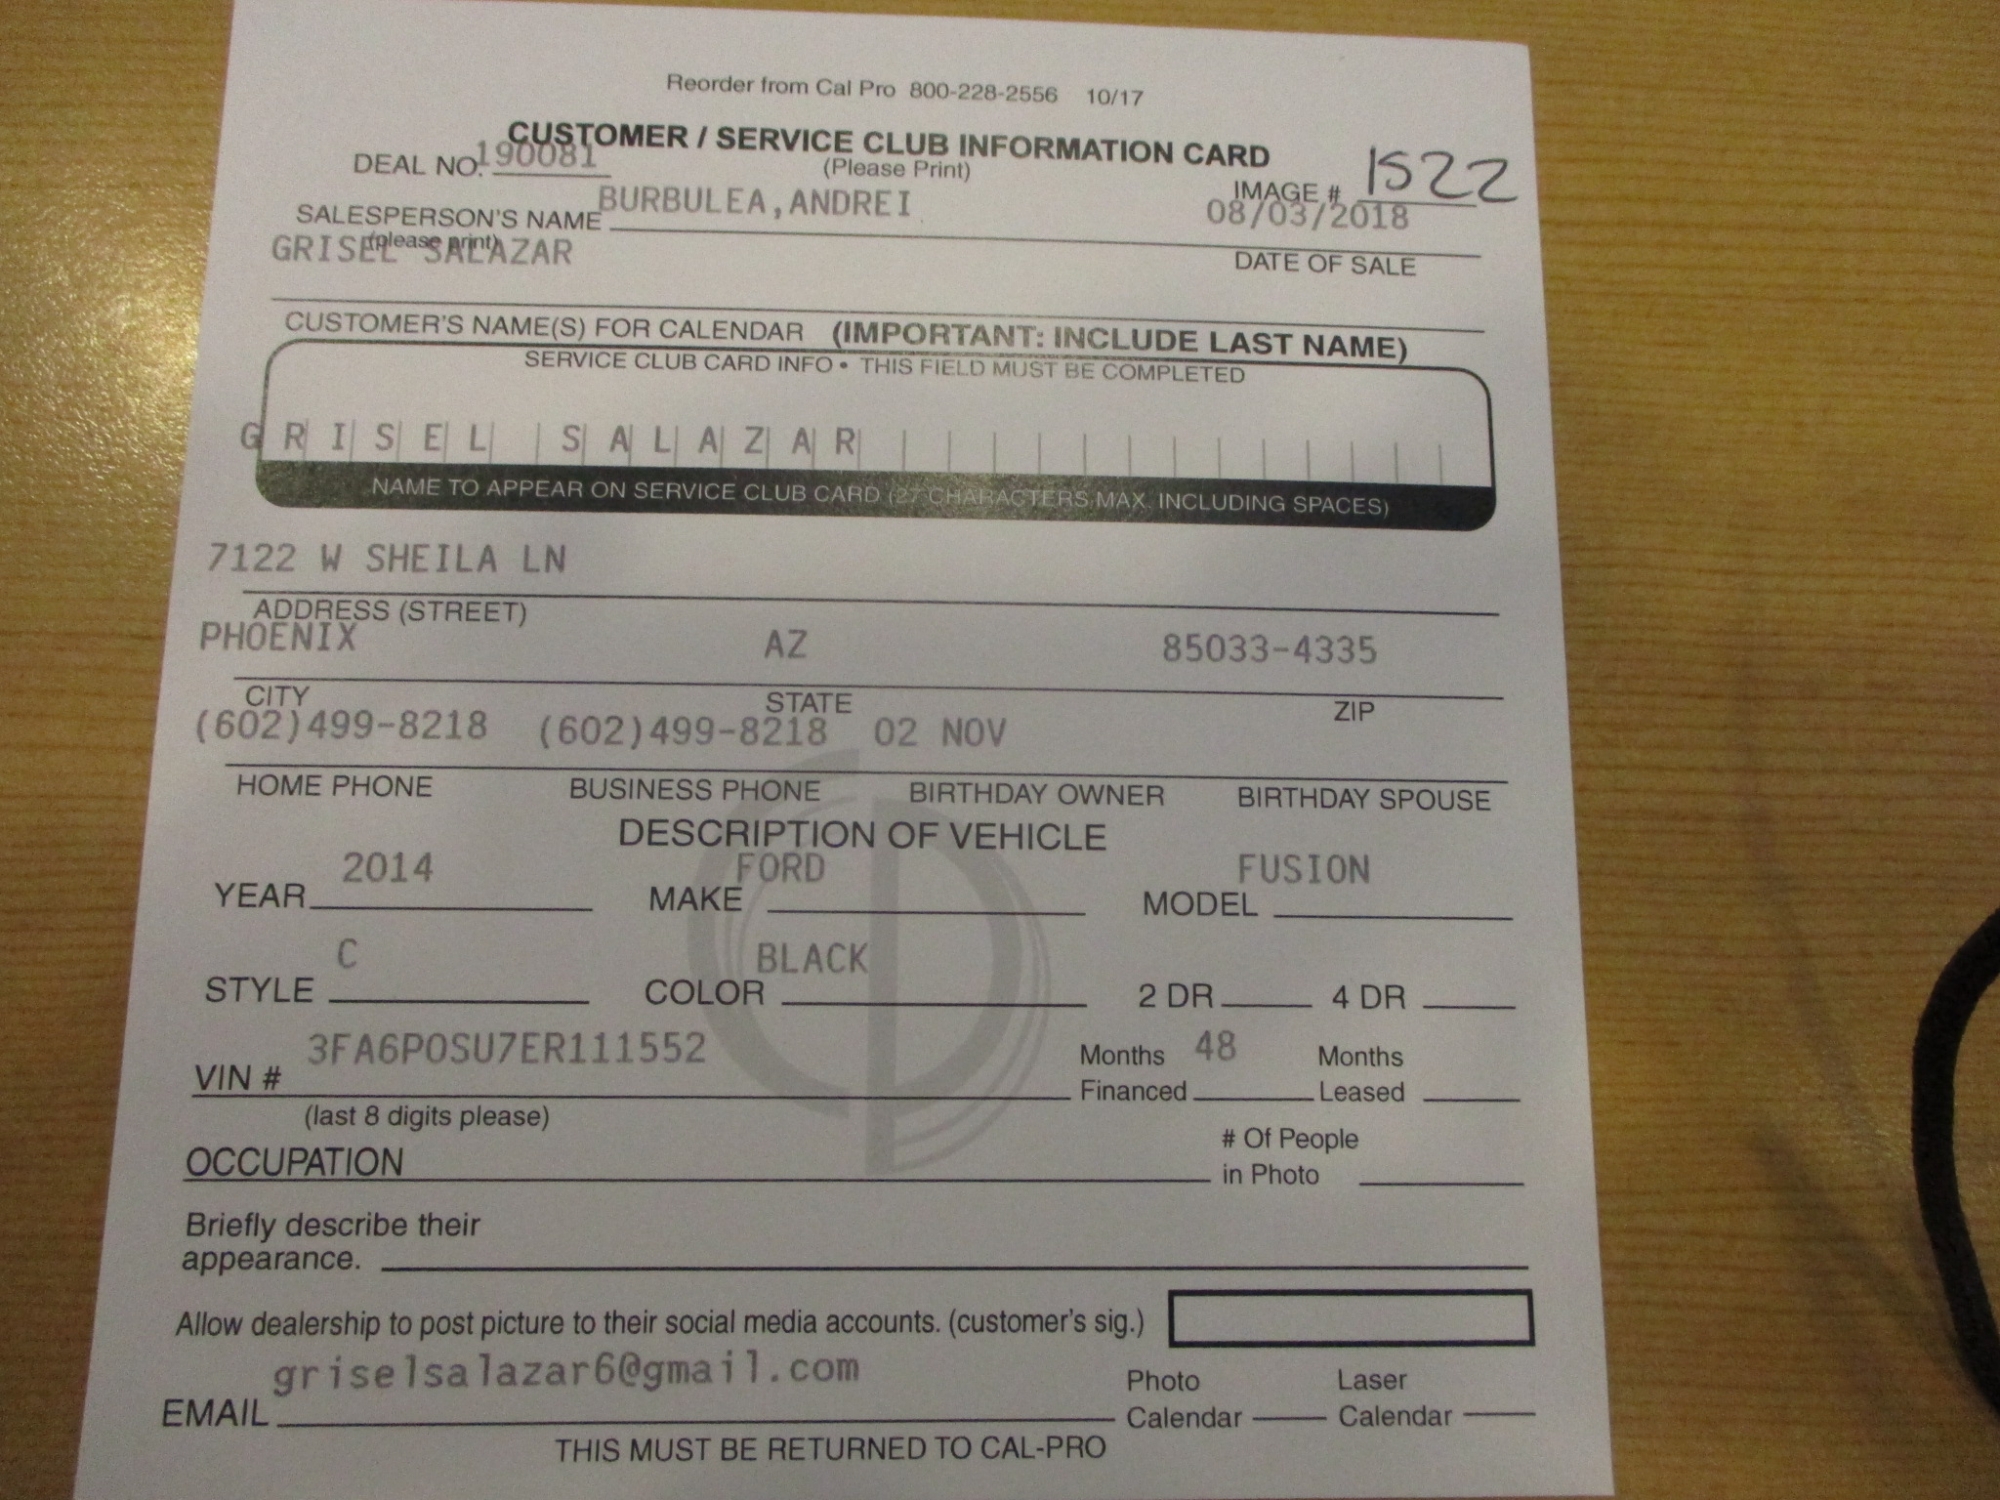 Reorder from Cal Pro 800-228-2556 10/17
CUSTOMER / SERVICE CLUB INFORMATION CARD
DEAL NO. 190081 (Please Print) IMAGE # 1522
SALESPERSON'S NAME BURBULEA,ANDREI 08/03/2018
(please print) DATE OF SALE
GRISEL SALAZAR
CUSTOMER'S NAME(S) FOR CALENDAR (IMPORTANT: INCLUDE LAST NAME)
SERVICE CLUB CARD INFO • THIS FIELD MUST BE COMPLETED
GRISEL SALAZAR
NAME TO APPEAR ON SERVICE CLUB CARD (27 CHARACTERS MAX. INCLUDING SPACES)
7122 W SHEILA LN
ADDRESS (STREET)
PHOENIX AZ 85033-4335
CITY STATE ZIP
(602)499-8218 (602)499-8218 02 NOV
HOME PHONE BUSINESS PHONE BIRTHDAY OWNER BIRTHDAY SPOUSE
DESCRIPTION OF VEHICLE
YEAR 2014 MAKE FORD MODEL FUSION
STYLE C COLOR BLACK 2 DR 4 DR
VIN # 3FA6P0SU7ER111552 Months Financed 48 Months Leased
(last 8 digits please)
OCCUPATION # Of People in Photo
Briefly describe their
appearance.
Allow dealership to post picture to their social media accounts. (customer's sig.)
EMAIL griselsalazar6@gmail.com Photo Calendar Laser Calendar
THIS MUST BE RETURNED TO CAL-PRO